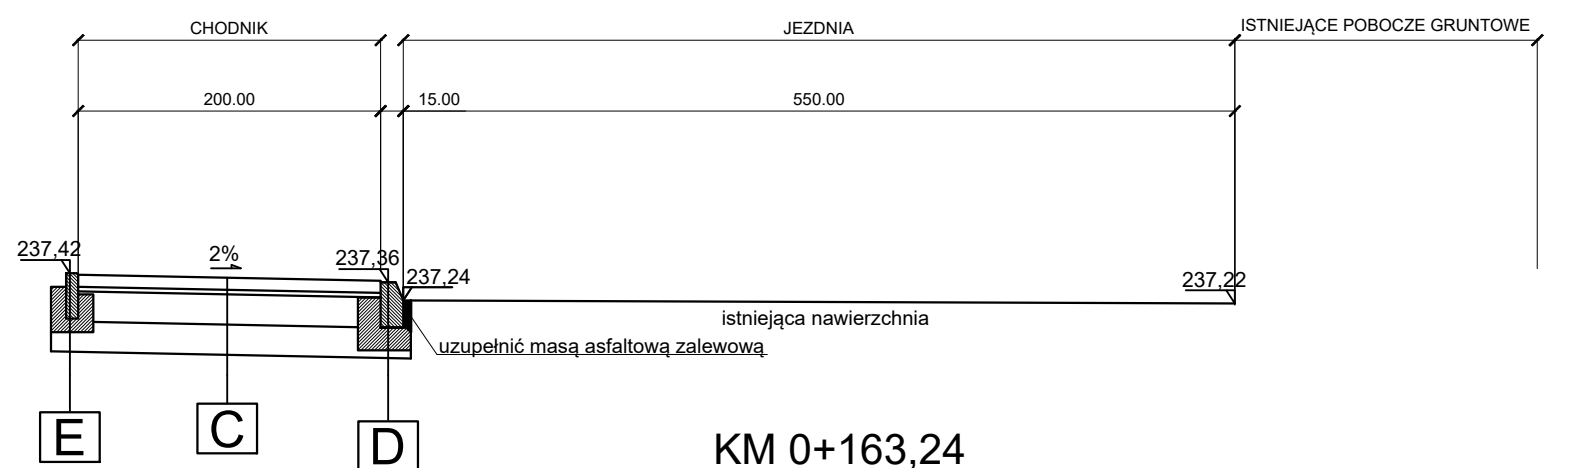 CHODNIK
JEZDNIA
ISTNIEJĄCE POBOCZE GRUNTOWE
200.00
15.00
550.00
237,42
2%
237,36
237,24
237,22
istniejąca nawierzchnia
uzupełnić masą asfaltową zalewową
E
C
D
KM 0+163,24